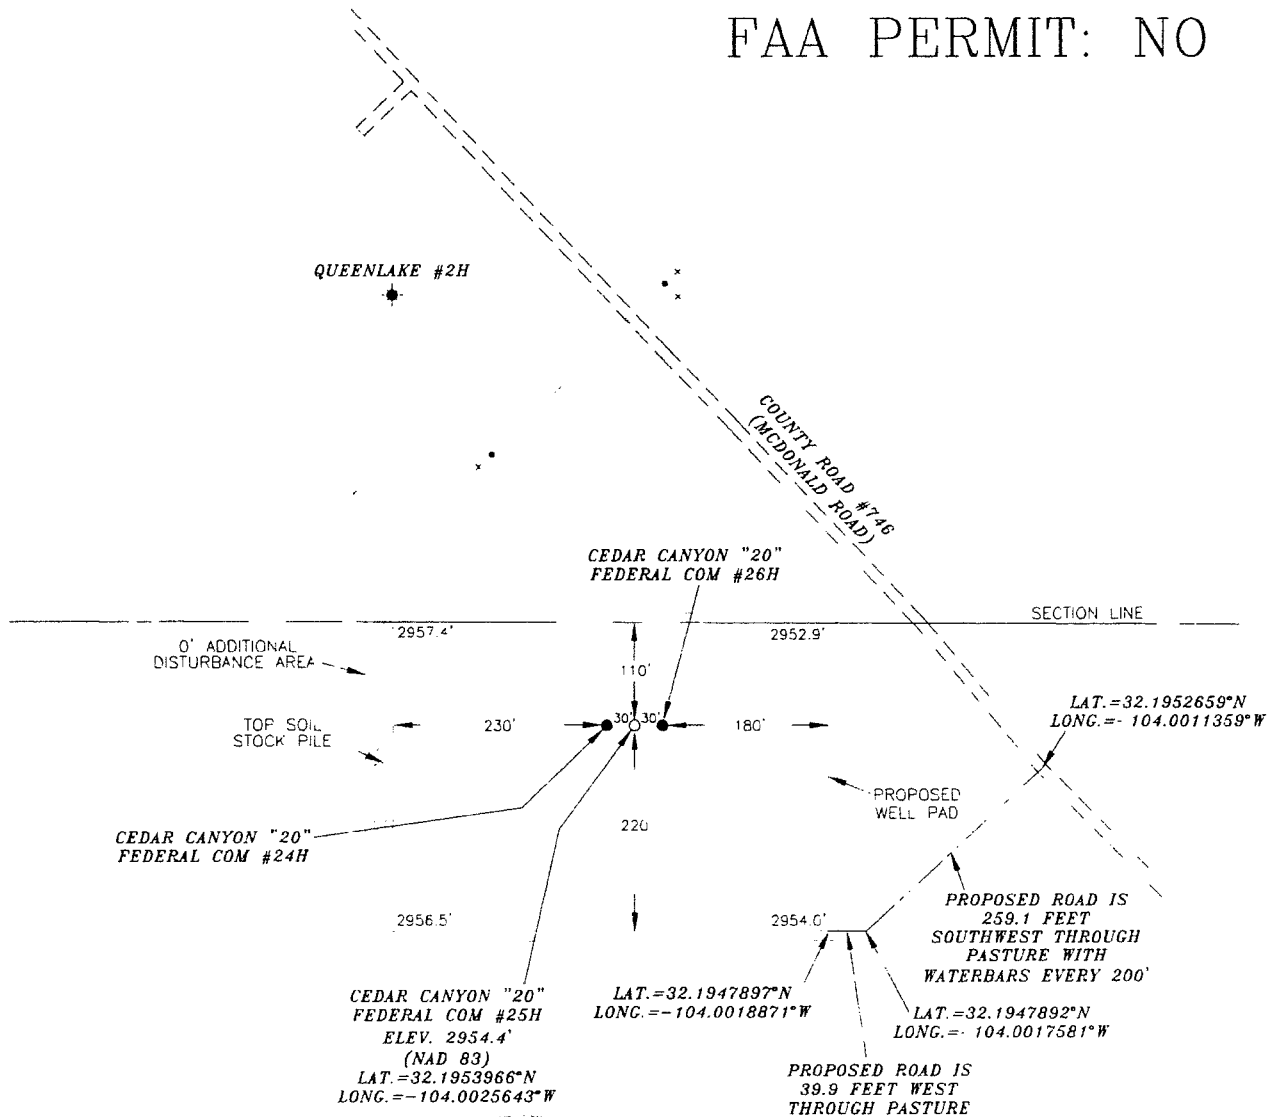 FAA PERMIT: NO
QUEENLAKE #2H
COUNTY ROAD #746
(MCDONALD ROAD)
CEDAR CANYON "20"
FEDERAL COM #26H
SECTION LINE
2957.4'
2952.9'
0' ADDITIONAL
DISTURBANCE AREA
110'
LAT.=32.1952659°N
LONG.=-104.0011359°W
TOP SOIL
STOCK PILE
230'
30'
30'
180'
PROPOSED
WELL PAD
220
CEDAR CANYON "20"
FEDERAL COM #24H
2956.5'
2954.0'
PROPOSED ROAD IS
259.1 FEET
SOUTHWEST THROUGH
PASTURE WITH
WATERBARS EVERY 200'
CEDAR CANYON "20"
FEDERAL COM #25H
ELEV. 2954.4'
(NAD 83)
LAT.=32.1953966°N
LONG.=-104.0025643°W
LAT.=32.1947897°N
LONG.=-104.0018871°W
LAT.=32.1947892°N
LONG.=-104.0017581°W
PROPOSED ROAD IS
39.9 FEET WEST
THROUGH PASTURE